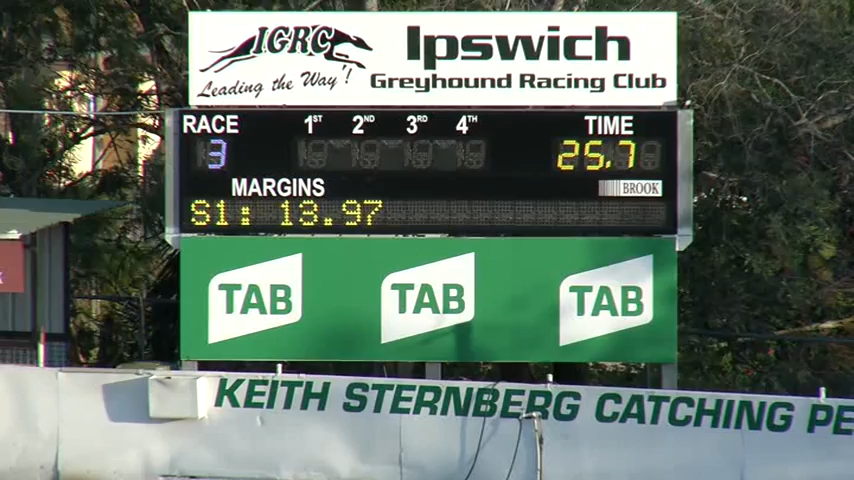 IGRC
Leading the Way!
Ipswich
Greyhound Racing Club
RACE 1ST 2ND 3RD 4TH TIME
3 25.7
MARGINS BROOK
S1: 13.97
TAB TAB TAB
KEITH STERNBERG CATCHING PE